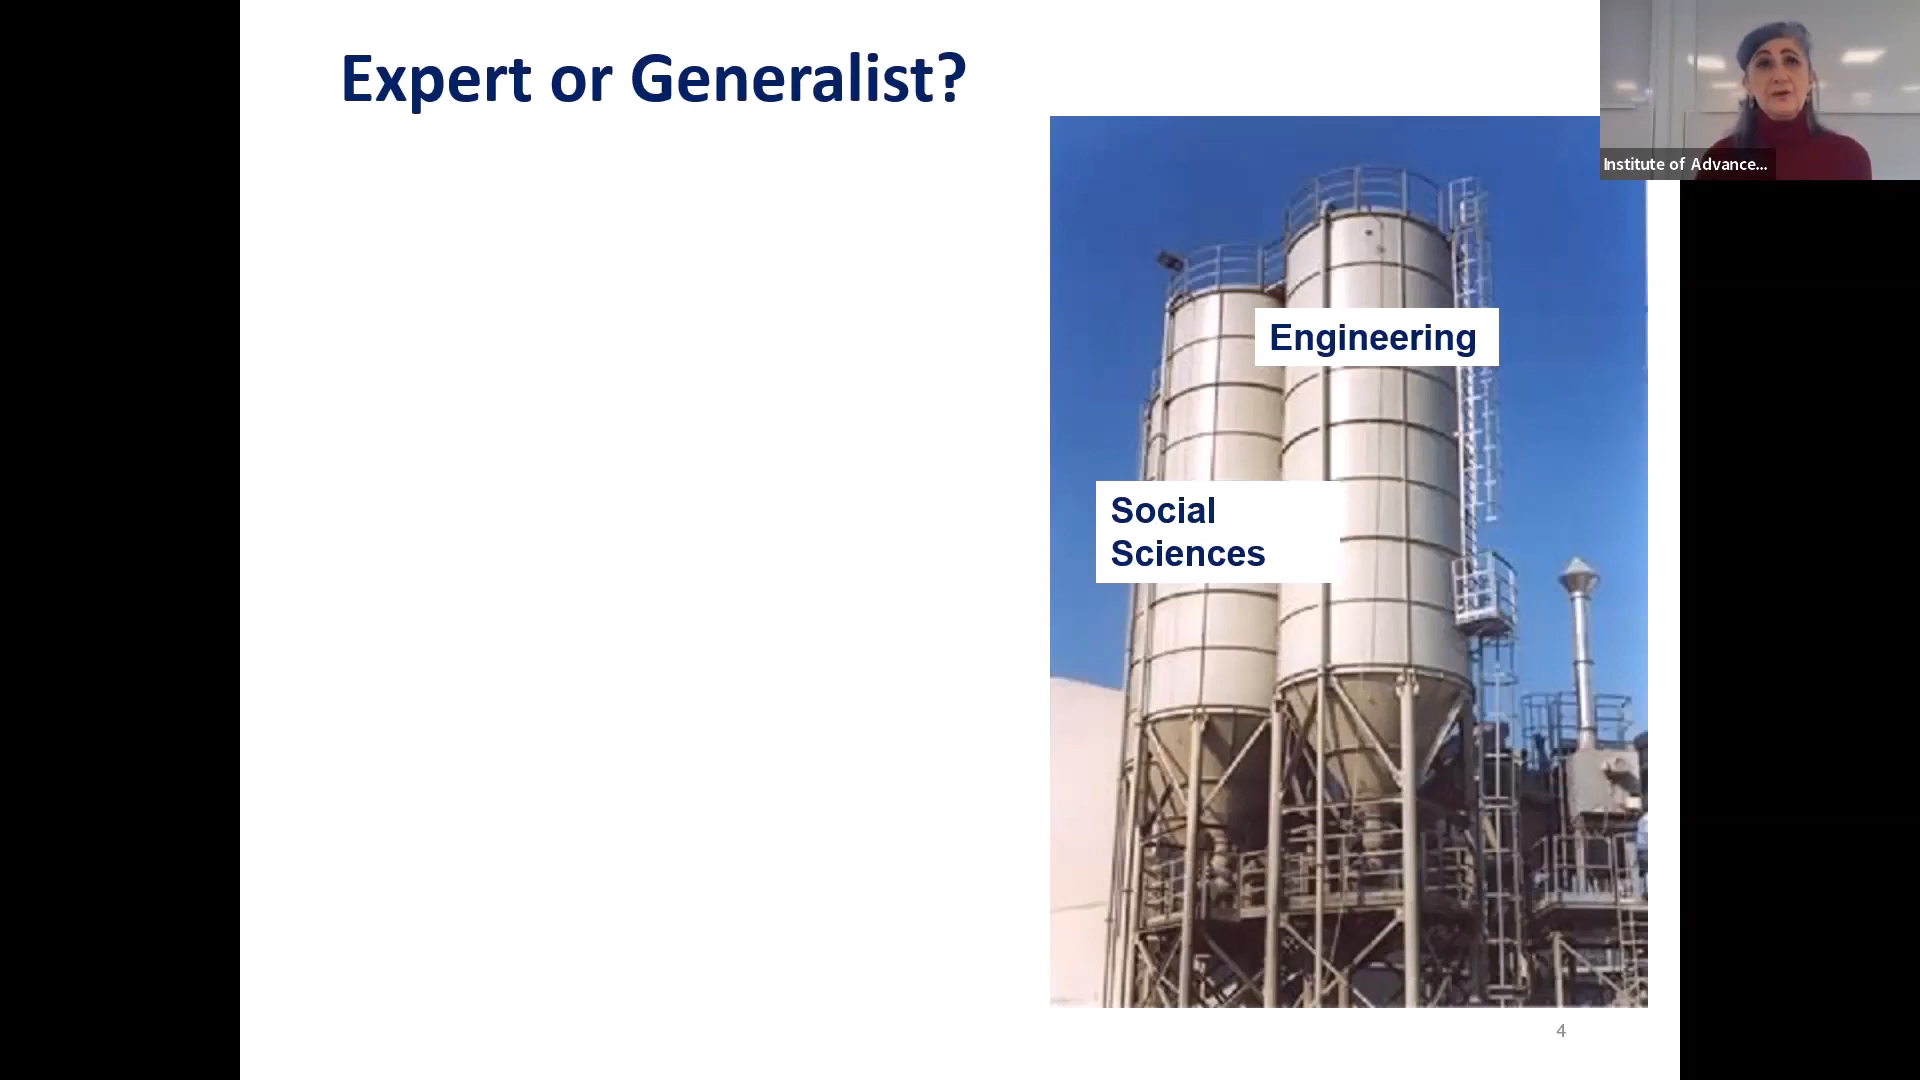 Expert or Generalist?
Institute of Advance...
Engineering
Social
Sciences
4